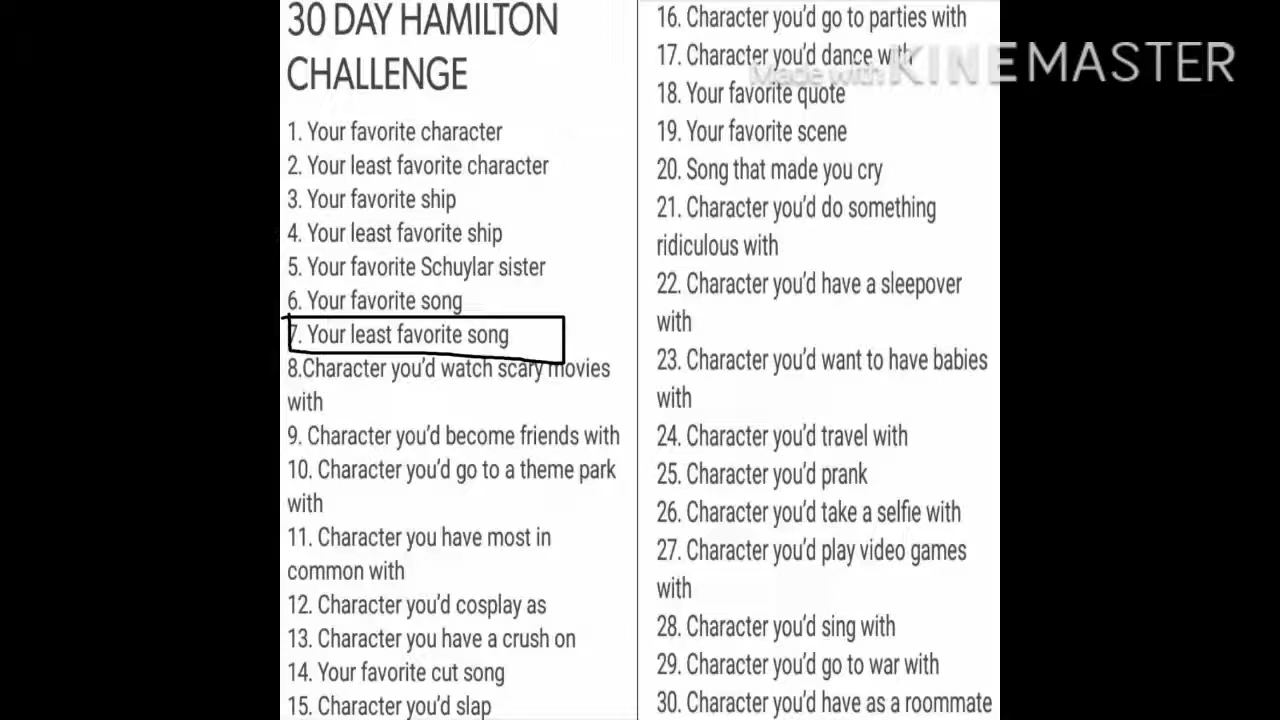 30 DAY HAMILTON
CHALLENGE
1. Your favorite character
2. Your least favorite character
3. Your favorite ship
4. Your least favorite ship
5. Your favorite Schuylar sister
6. Your favorite song
7. Your least favorite song
8.Character you'd watch scary movies
with
9. Character you'd become friends with
10. Character you'd go to a theme park
with
11. Character you have most in
common with
12. Character you'd cosplay as
13. Character you have a crush on
14. Your favorite cut song
15. Character you'd slap
16. Character you'd go to parties with
17. Character you'd dance with
Made with KINEMASTER
18. Your favorite quote
19. Your favorite scene
20. Song that made you cry
21. Character you'd do something
ridiculous with
22. Character you'd have a sleepover
with
23. Character you'd want to have babies
with
24. Character you'd travel with
25. Character you'd prank
26. Character you'd take a selfie with
27. Character you'd play video games
with
28. Character you'd sing with
29. Character you'd go to war with
30. Character you'd have as a roommate